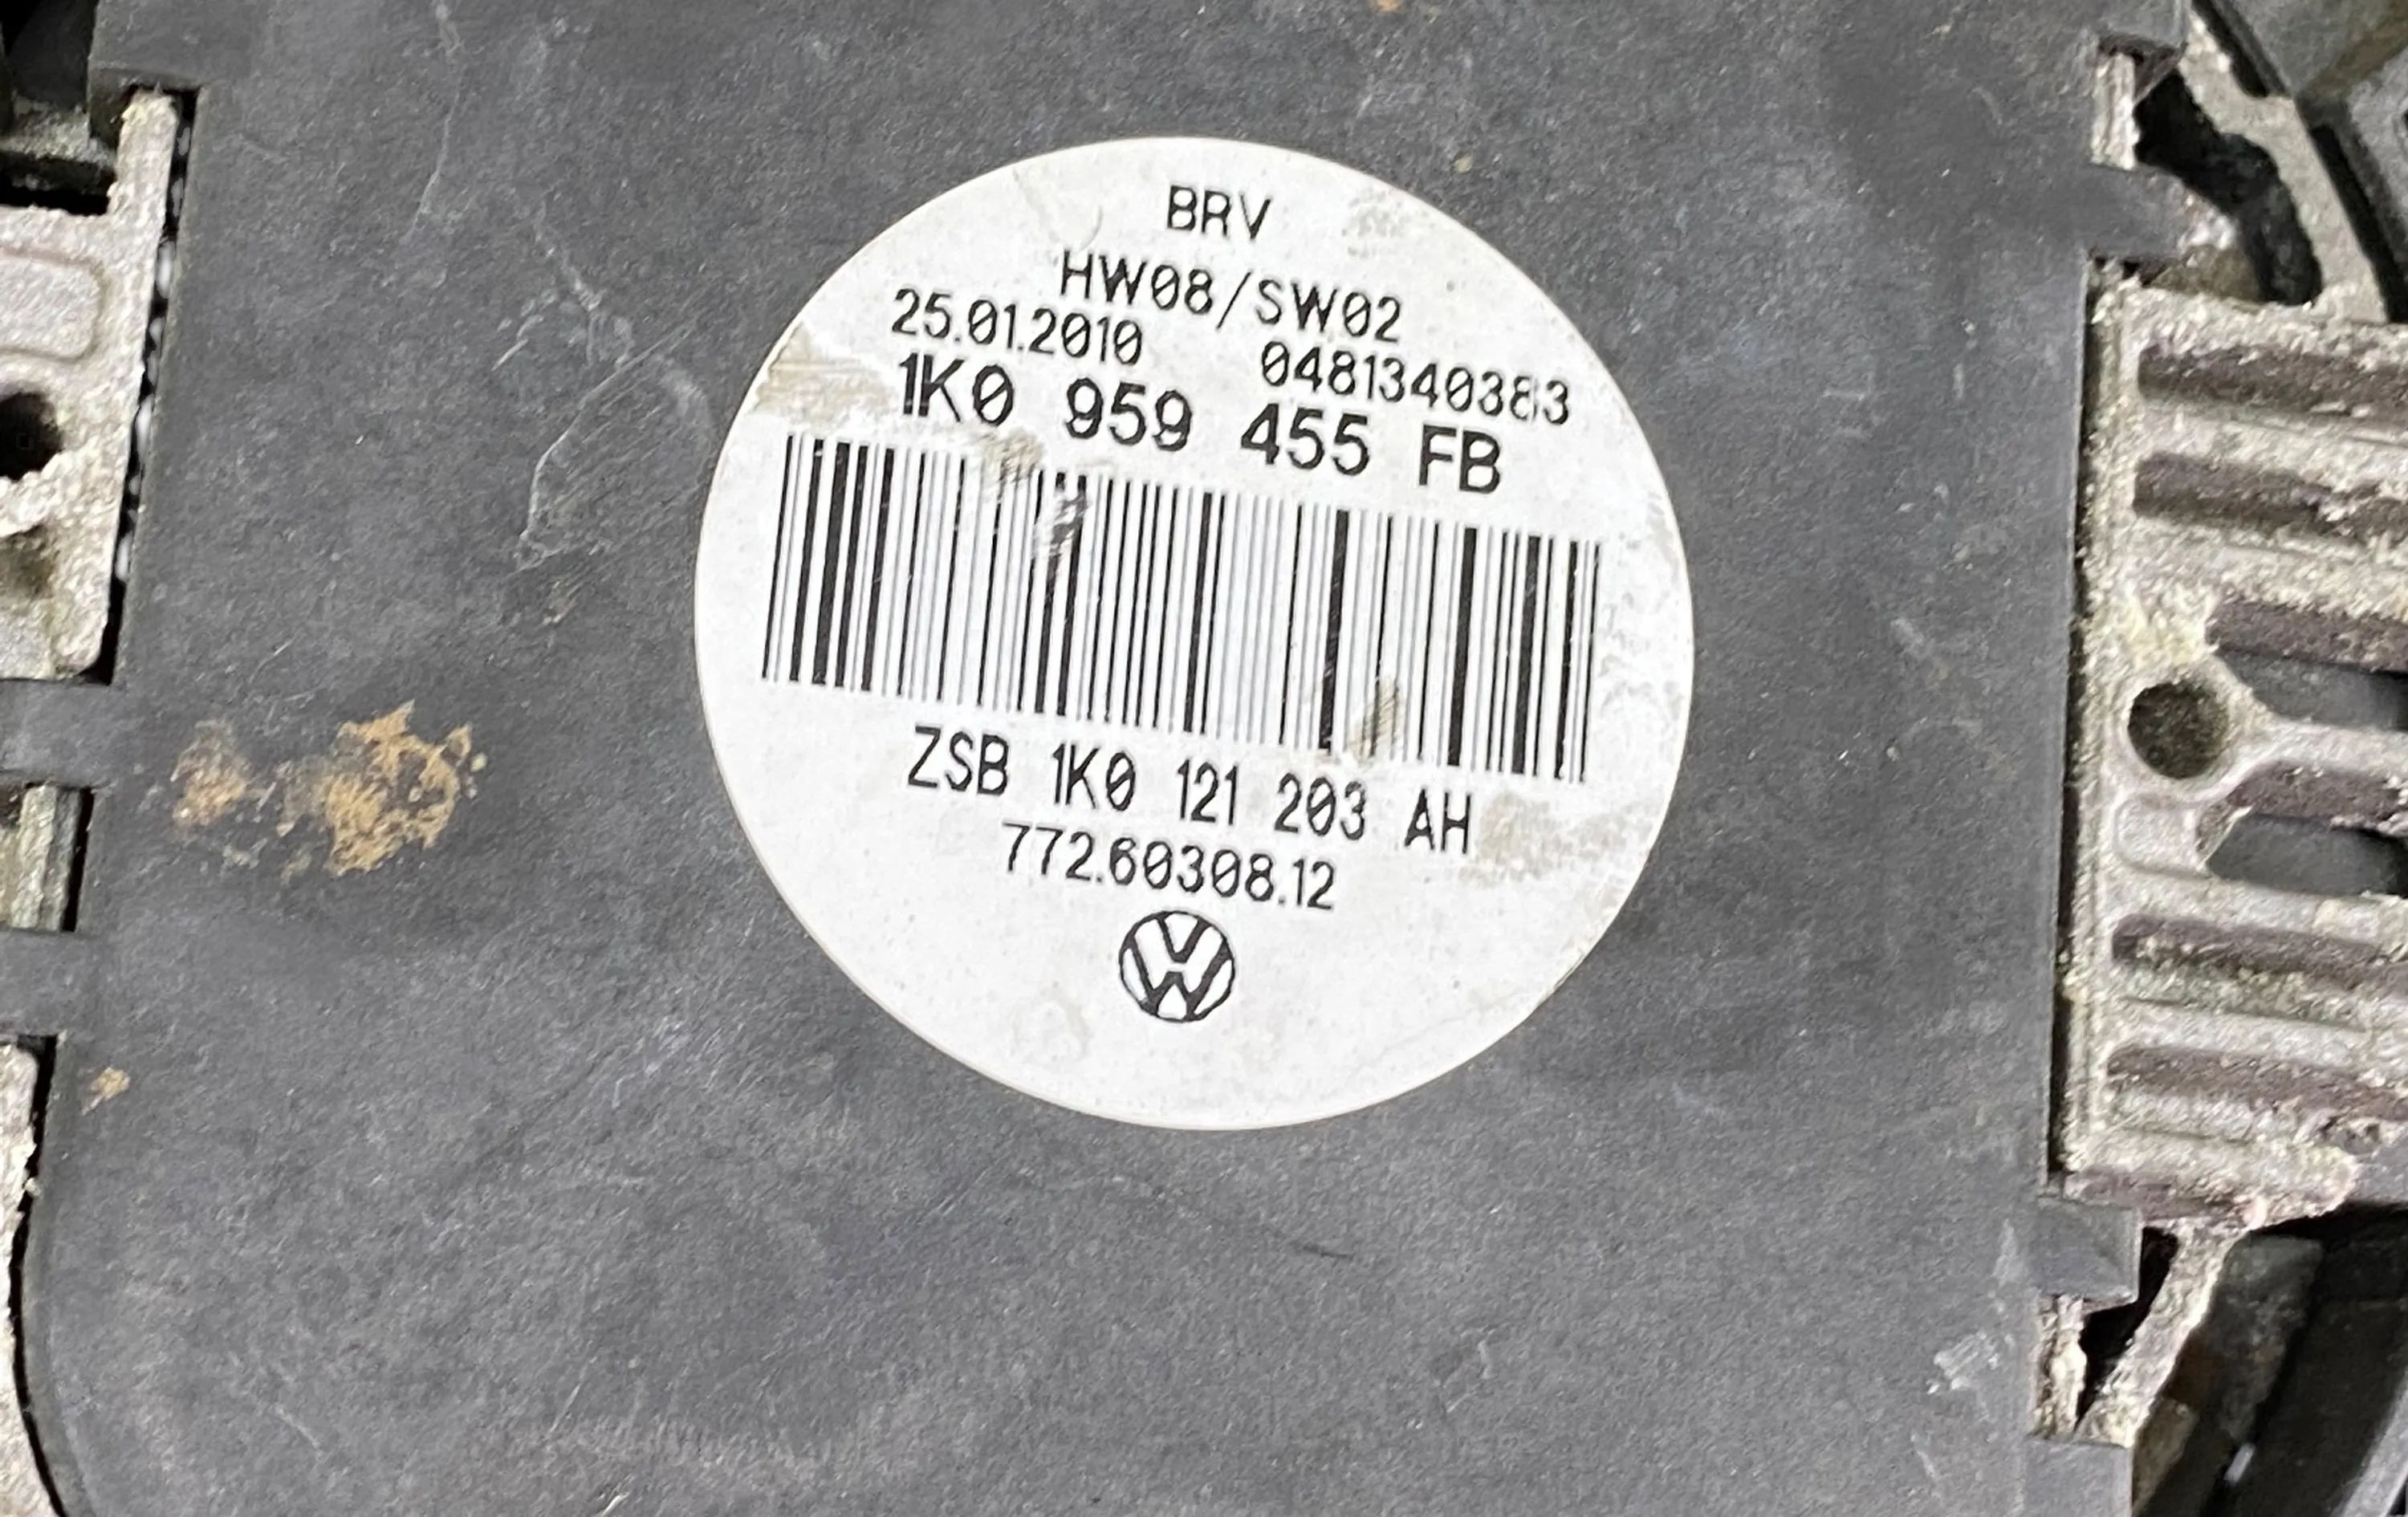 BRV
HW08/SW02
25.01.2010 0481340383
1K0 959 455 FB
ZSB 1K0 121 203 AH
772.60308.12
VW